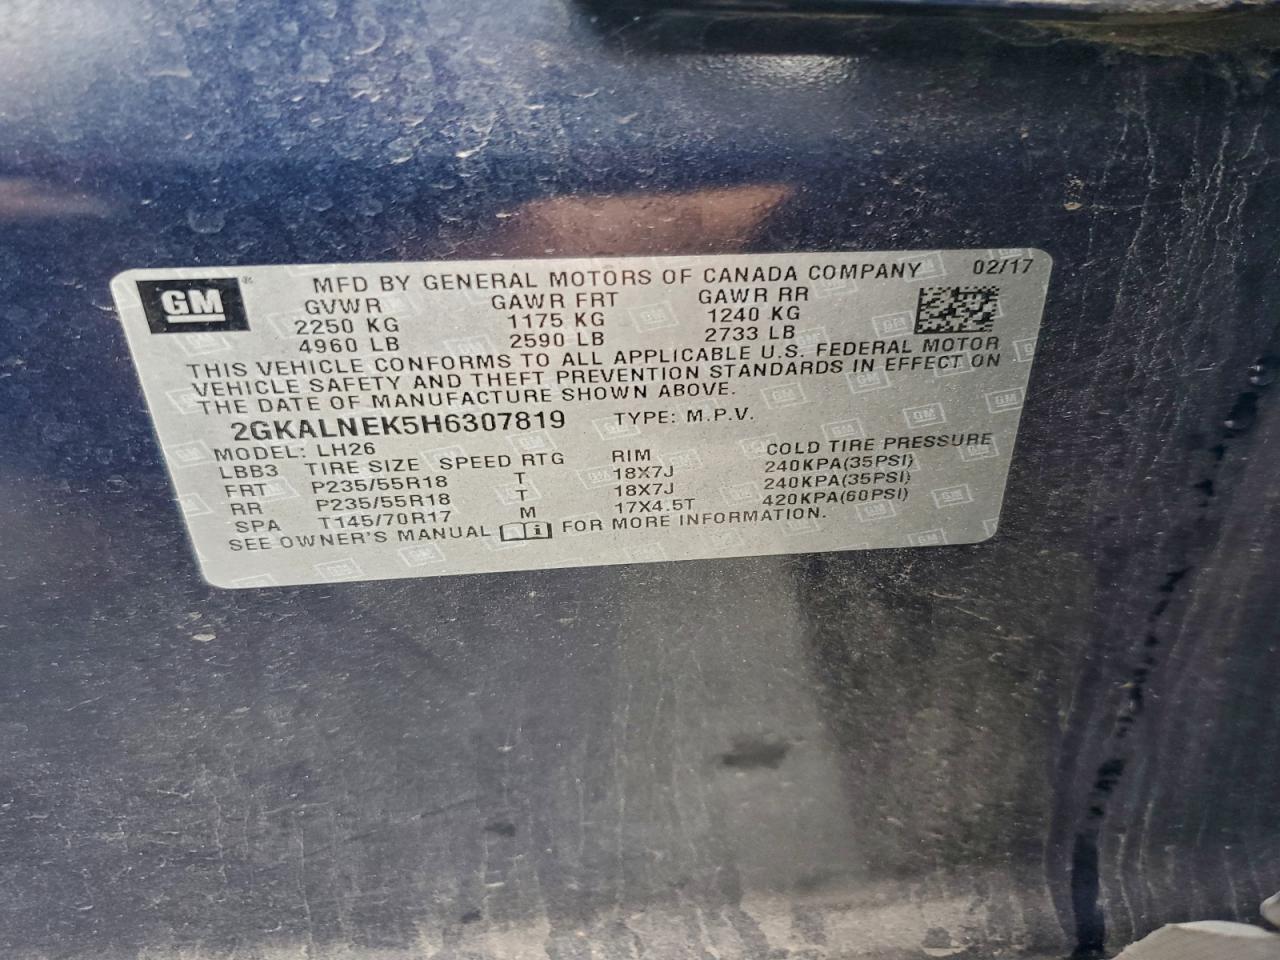 GM ® MFD BY GENERAL MOTORS OF CANADA COMPANY 02/17
GVWR GAWR FRT GAWR RR
2250 KG 1175 KG 1240 KG
4960 LB 2590 LB 2733 LB
THIS VEHICLE CONFORMS TO ALL APPLICABLE U.S. FEDERAL MOTOR
VEHICLE SAFETY AND THEFT PREVENTION STANDARDS IN EFFECT ON
THE DATE OF MANUFACTURE SHOWN ABOVE.
2GKALNEK5H6307819 TYPE: M.P.V.
MODEL: LH26
LBB3 TIRE SIZE SPEED RTG RIM COLD TIRE PRESSURE
FRT P235/55R18 T 18X7J 240KPA(35PSI)
RR P235/55R18 T 18X7J 240KPA(35PSI)
SPA T145/70R17 M 17X4.5T 420KPA(60PSI)
SEE OWNER'S MANUAL i FOR MORE INFORMATION.